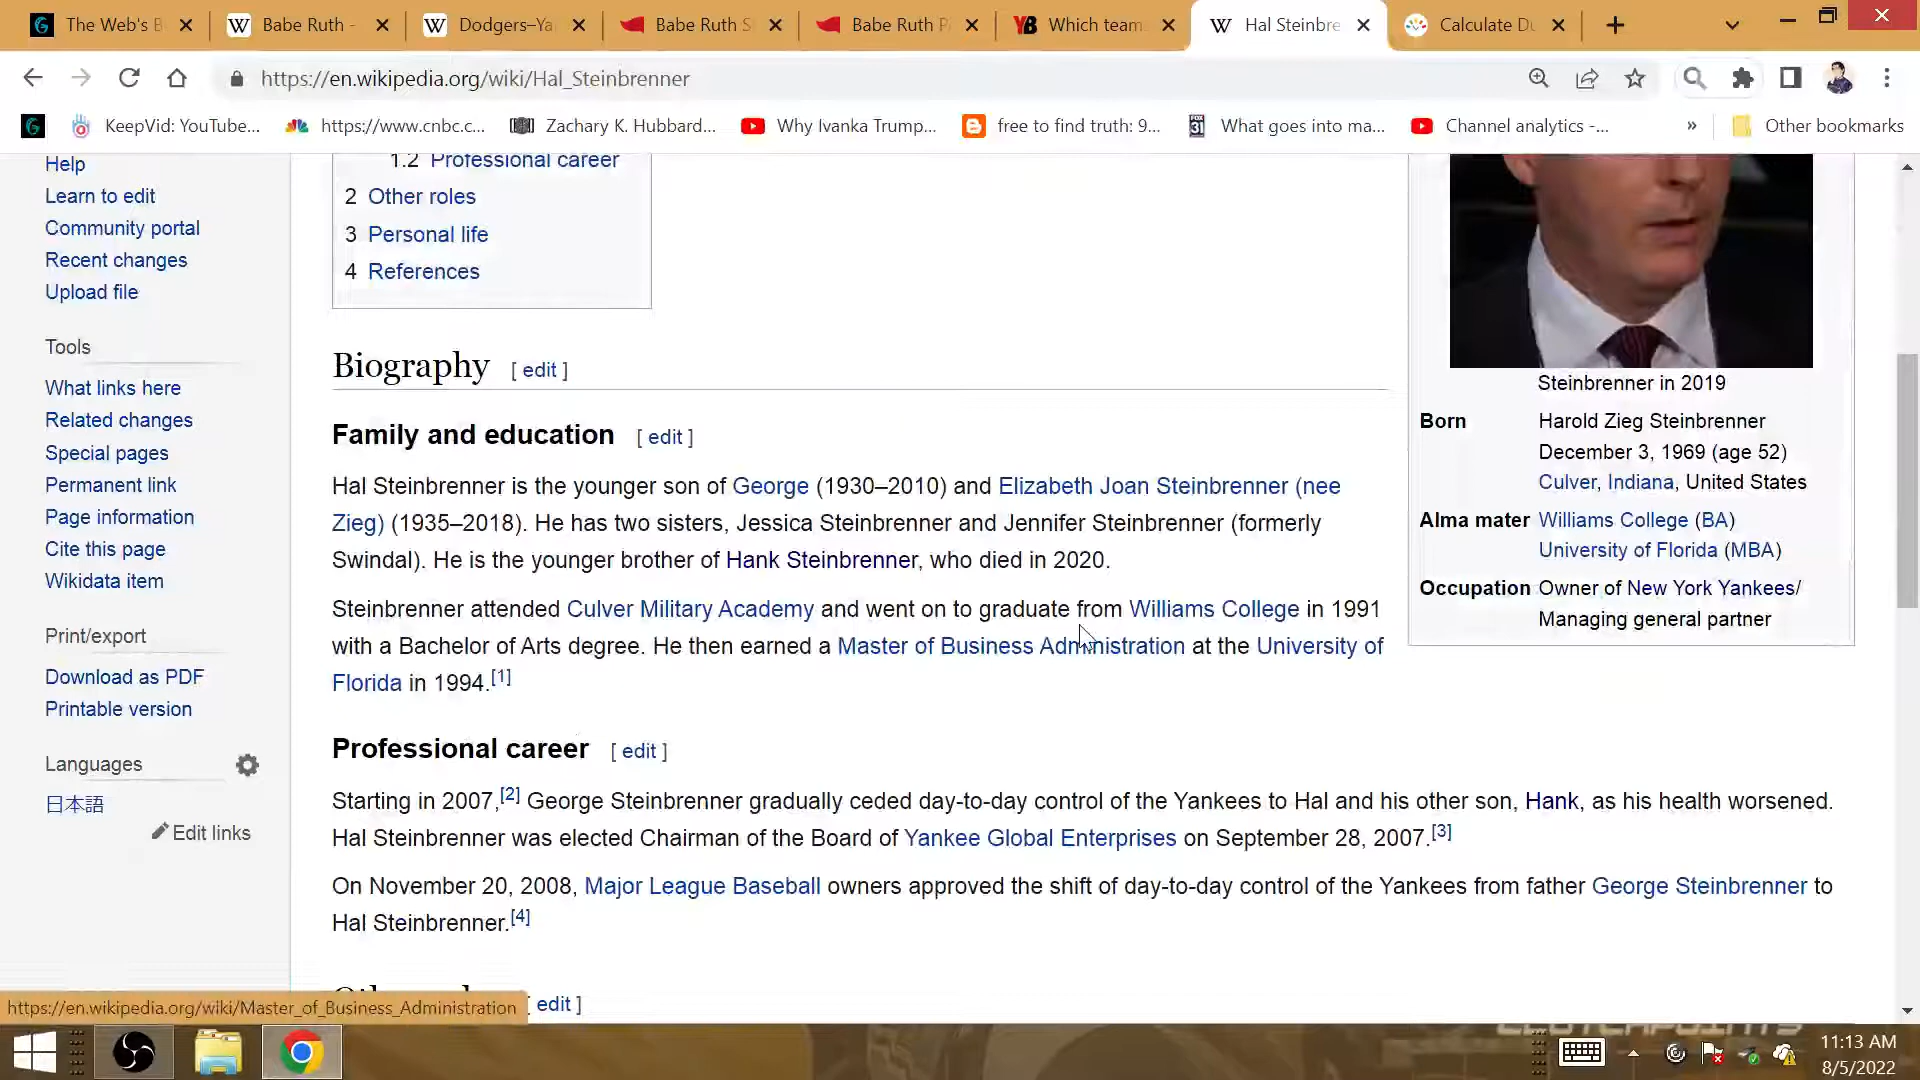 The Web's B
Babe Ruth -
Dodgers–Ya
Babe Ruth S
Babe Ruth P
Which team
Hal Steinbre
Calculate Du
https://en.wikipedia.org/wiki/Hal_Steinbrenner
KeepVid: YouTube...
https://www.cnbc.c...
Zachary K. Hubbard...
Why Ivanka Trump...
free to find truth: 9...
What goes into ma...
Channel analytics -...
»
Other bookmarks
Help
Learn to edit
Community portal
Recent changes
Upload file
Tools
What links here
Related changes
Special pages
Permanent link
Page information
Cite this page
Wikidata item
Print/export
Download as PDF
Printable version
Languages
日本語
Edit links
1.2 Professional career
2 Other roles
3 Personal life
4 References
Biography [ edit ]
Family and education [ edit ]
Hal Steinbrenner is the younger son of George (1930–2010) and Elizabeth Joan Steinbrenner (nee
Zieg) (1935–2018). He has two sisters, Jessica Steinbrenner and Jennifer Steinbrenner (formerly
Swindal). He is the younger brother of Hank Steinbrenner, who died in 2020.
Steinbrenner attended Culver Military Academy and went on to graduate from Williams College in 1991
with a Bachelor of Arts degree. He then earned a Master of Business Administration at the University of
Florida in 1994.[1]
Professional career [ edit ]
Starting in 2007,[2] George Steinbrenner gradually ceded day-to-day control of the Yankees to Hal and his other son, Hank, as his health worsened.
Hal Steinbrenner was elected Chairman of the Board of Yankee Global Enterprises on September 28, 2007.[3]
On November 20, 2008, Major League Baseball owners approved the shift of day-to-day control of the Yankees from father George Steinbrenner to
Hal Steinbrenner.[4]
[ edit ]
Steinbrenner in 2019
Born Harold Zieg Steinbrenner
December 3, 1969 (age 52)
Culver, Indiana, United States
Alma mater Williams College (BA)
University of Florida (MBA)
Occupation Owner of New York Yankees/
Managing general partner
https://en.wikipedia.org/wiki/Master_of_Business_Administration
11:13 AM
8/5/2022